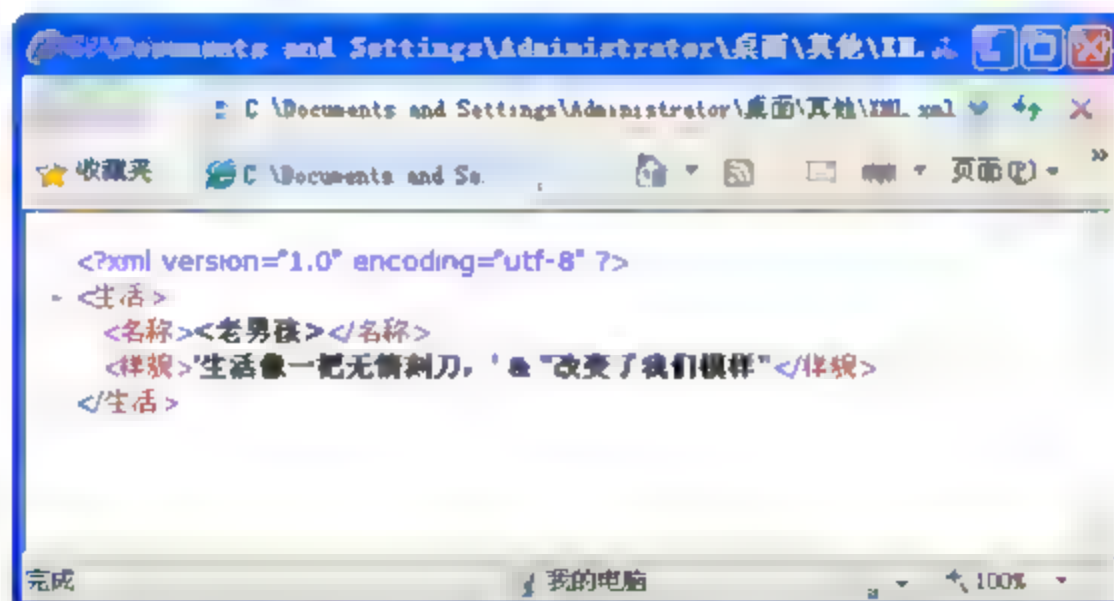 \Documents and Settings\Administrator\桌面\其他\XML.
C \Documents and Settings\Administrator\桌面\其他\XML.xml
收藏夹 C \Documents and Se. 页面(P) »
<?xml version="1.0" encoding="utf-8" ?>
- <生活>
<名称><老男孩></名称>
<样貌>'生活像一把无情刻刀，' & "改变了我们模样"</样貌>
</生活>
完成 我的电脑 100%